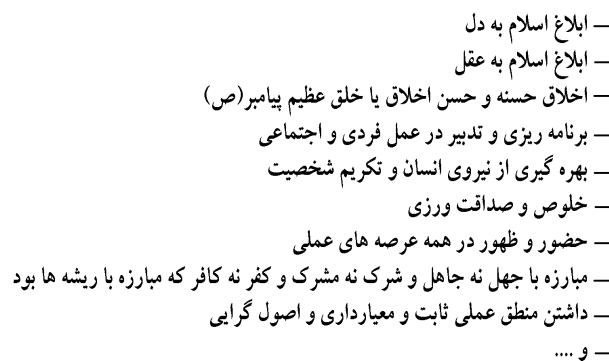 – ابلاغ اسلام به دل
– ابلاغ اسلام به عقل
– اخلاق حسنه و حسن اخلاق یا خلق عظیم پیامبر(ص)
– برنامه ریزی و تدبیر در عمل فردی و اجتماعی
– بهره گیری از نیروی انسان و تکریم شخصیت
– خلوص و صداقت ورزی
– حضور و ظهور در همه عرصه های عملی
– مبارزه با جهل نه جاهل و شرک نه مشرک و کفر نه کافر که مبارزه با ریشه ها بود
– داشتن منطق عملی ثابت و معیارداری و اصول گرایی
– و ....